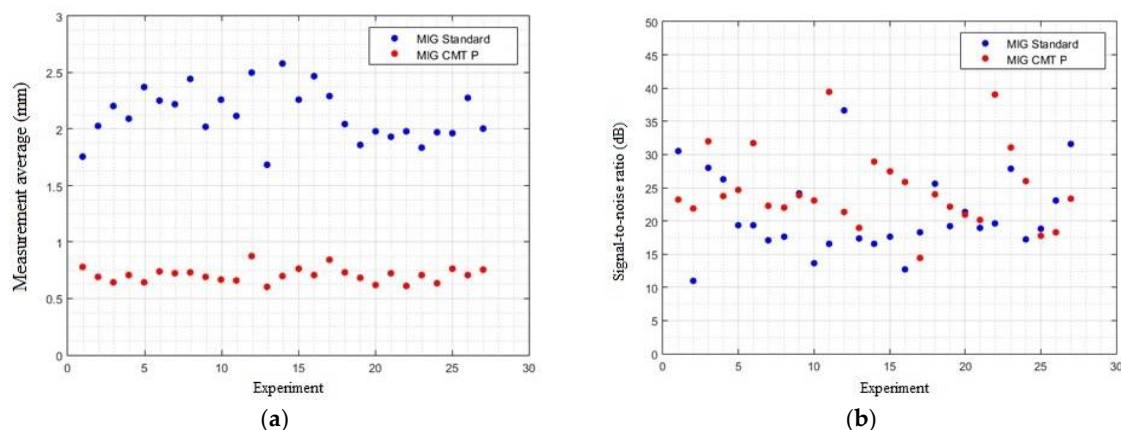 3
2.5
2
1.5
1
0.5
0
0 5 10 15 20 25 30
Measurement average (mm)
Experiment
MIG Standard
MIG CMT P
(a)
50
45
40
35
30
25
20
15
10
5
0
0 5 10 15 20 25 30
Signal-to-noise ratio (dB)
Experiment
MIG Standard
MIG CMT P
(b)